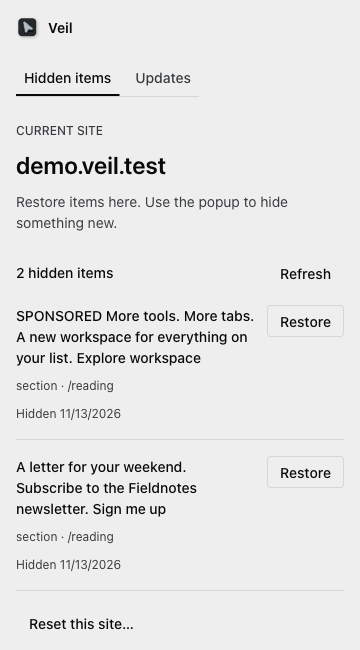 Veil
Hidden items Updates
CURRENT SITE
demo.veil.test
Restore items here. Use the popup to hide
something new.
2 hidden items Refresh
SPONSORED More tools. More tabs.
A new workspace for everything on
your list. Explore workspace
Restore
section · /reading
Hidden 11/13/2026
A letter for your weekend.
Subscribe to the Fieldnotes
newsletter. Sign me up
Restore
section · /reading
Hidden 11/13/2026
Reset this site...